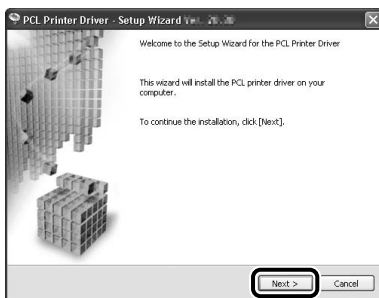 PCL Printer Driver - Setup Wizard
Welcome to the Setup Wizard for the PCL Printer Driver
This wizard will install the PCL printer driver on your
computer.
To continue the installation, click [Next].
Next >
Cancel